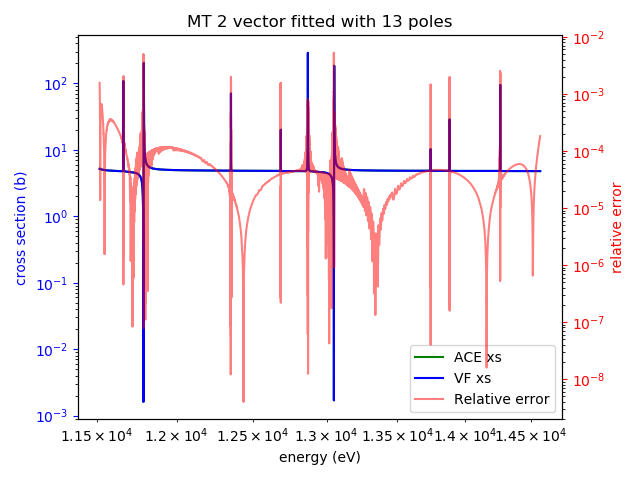 MT 2 vector fitted with 13 poles
cross section (b)
10² 10¹ 10⁰ 10⁻¹ 10⁻² 10⁻³
10⁻² 10⁻³ 10⁻⁴ 10⁻⁵ 10⁻⁶ 10⁻⁷ 10⁻⁸
relative error
ACE xs
VF xs
Relative error
1.15 × 10⁴ 1.2 × 10⁴ 1.25 × 10⁴ 1.3 × 10⁴ 1.35 × 10⁴ 1.4 × 10⁴ 1.45 × 10⁴
energy (eV)